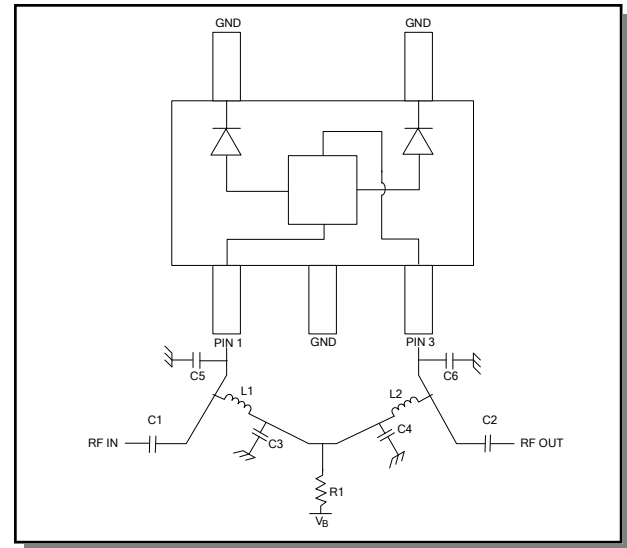 GND GND
PIN 1 GND PIN 3
C5 C6
L1 L2
C1 C3 C4 C2
RF IN RF OUT
R1
VB